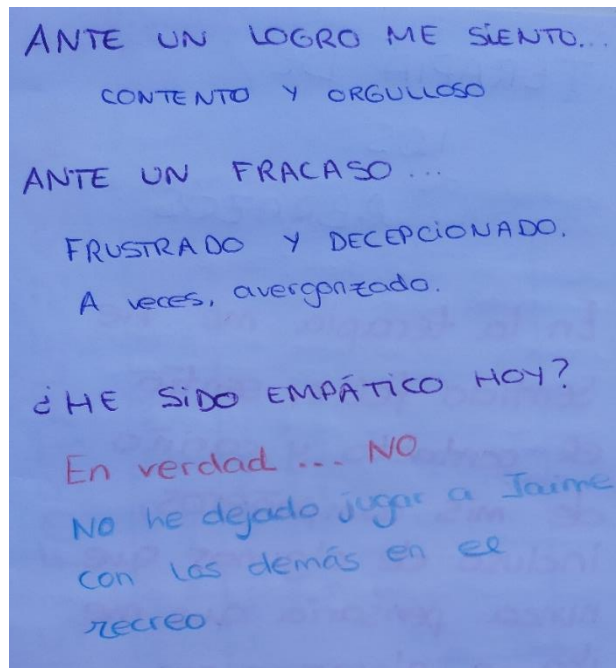 ANTE UN LOGRO ME SIENTO...
CONTENTO Y ORGULLOSO
ANTE UN FRACASO...
FRUSTRADO Y DECEPCIONADO.
A veces, avergonzado.
¿HE SIDO EMPÁTICO HOY?
En verdad... NO
NO he dejado jugar a Jaime
con los demás en el
recreo